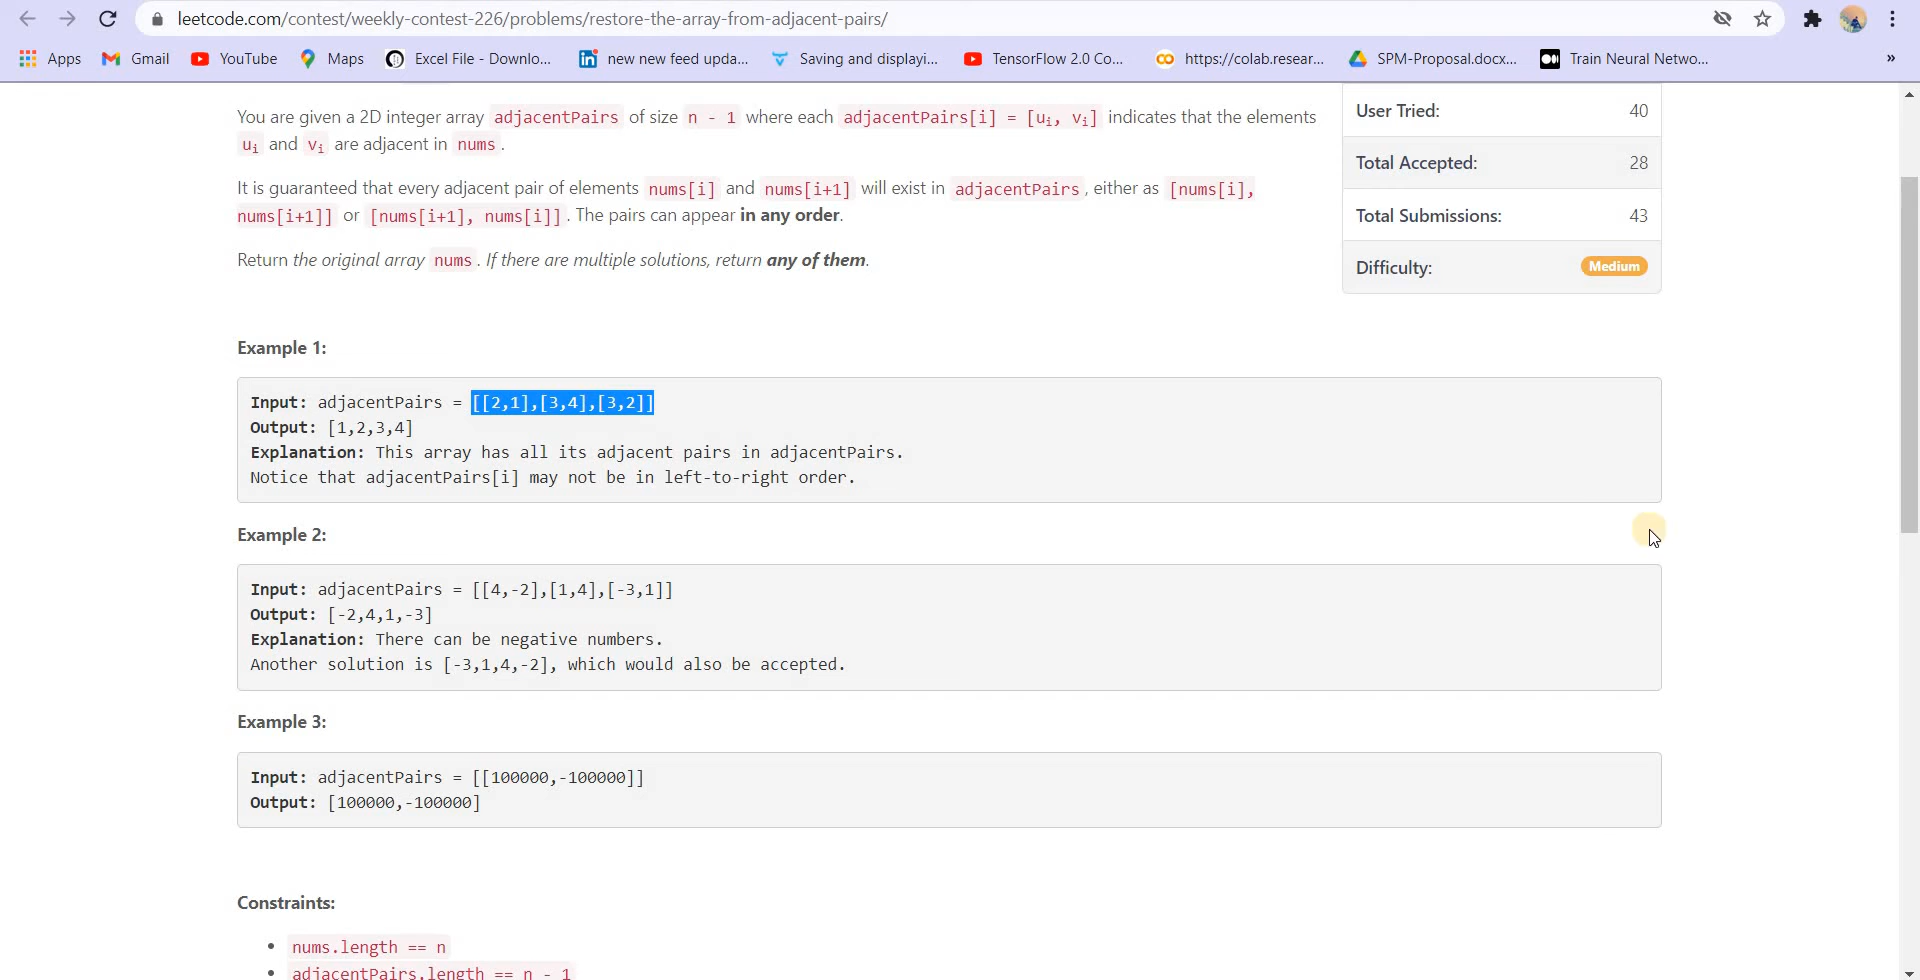 leetcode.com/contest/weekly-contest-226/problems/restore-the-array-from-adjacent-pairs/
Apps Gmail YouTube Maps Excel File - Downlo... in new new feed upda... Saving and displayi... TensorFlow 2.0 Co... co https://colab.resear... SPM-Proposal.docx... Train Neural Netwo... »
You are given a 2D integer array adjacentPairs of size n - 1 where each adjacentPairs[i] = [uᵢ, vᵢ] indicates that the elements
uᵢ and vᵢ are adjacent in nums.
It is guaranteed that every adjacent pair of elements nums[i] and nums[i+1] will exist in adjacentPairs, either as [nums[i],
nums[i+1]] or [nums[i+1], nums[i]]. The pairs can appear in any order.
Return the original array nums. If there are multiple solutions, return any of them.
User Tried: 40
Total Accepted: 28
Total Submissions: 43
Difficulty: Medium
Example 1:
Input: adjacentPairs = [[2,1],[3,4],[3,2]]
Output: [1,2,3,4]
Explanation: This array has all its adjacent pairs in adjacentPairs.
Notice that adjacentPairs[i] may not be in left-to-right order.
Example 2:
Input: adjacentPairs = [[4,-2],[1,4],[-3,1]]
Output: [-2,4,1,-3]
Explanation: There can be negative numbers.
Another solution is [-3,1,4,-2], which would also be accepted.
Example 3:
Input: adjacentPairs = [[100000,-100000]]
Output: [100000,-100000]
Constraints:
• nums.length == n
• adjacentPairs.length == n - 1